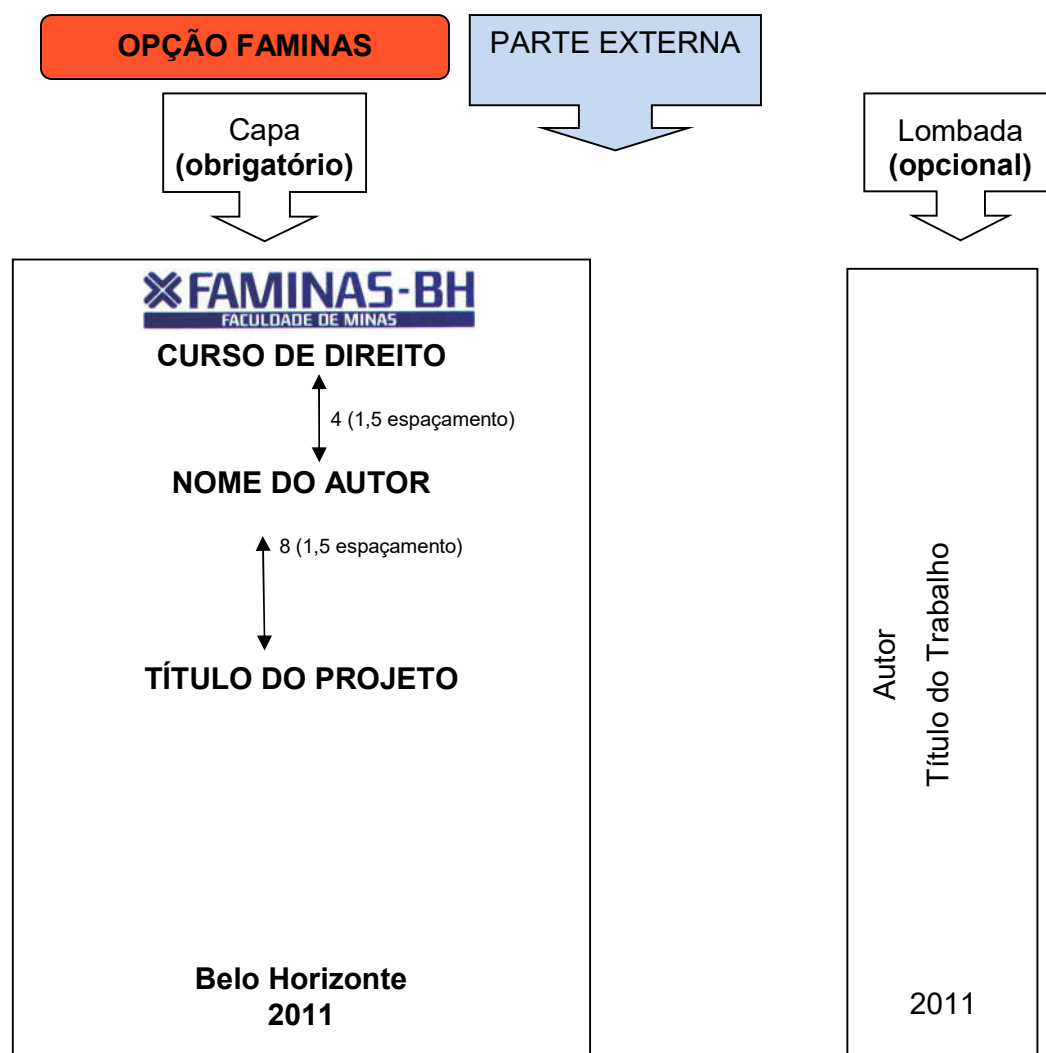 OPÇÃO FAMINAS
PARTE EXTERNA
Capa
(obrigatório)
Lombada
(opcional)
FAMINAS-BH
FACULDADE DE MINAS
CURSO DE DIREITO
4 (1,5 espaçamento)
NOME DO AUTOR
8 (1,5 espaçamento)
TÍTULO DO PROJETO
Belo Horizonte
2011
Autor
Título do Trabalho
2011